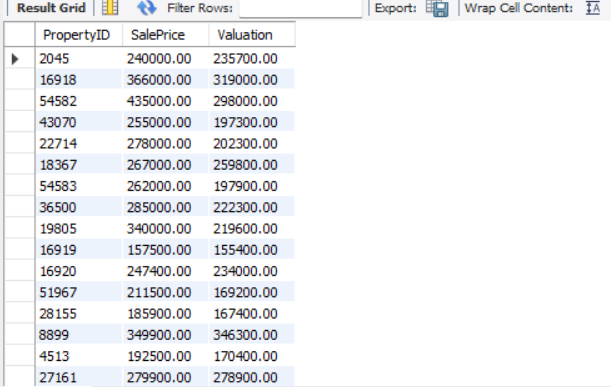 Result Grid Filter Rows: Export: Wrap Cell Content: IA
PropertyID SalePrice Valuation
2045 240000.00 235700.00
16918 366000.00 319000.00
54582 435000.00 298000.00
43070 255000.00 197300.00
22714 278000.00 202300.00
18367 267000.00 259800.00
54583 262000.00 197900.00
36500 285000.00 222300.00
19805 340000.00 219600.00
16919 157500.00 155400.00
16920 247400.00 234000.00
51967 211500.00 169200.00
28155 185900.00 167400.00
8899 349900.00 346300.00
4513 192500.00 170400.00
27161 279900.00 278900.00